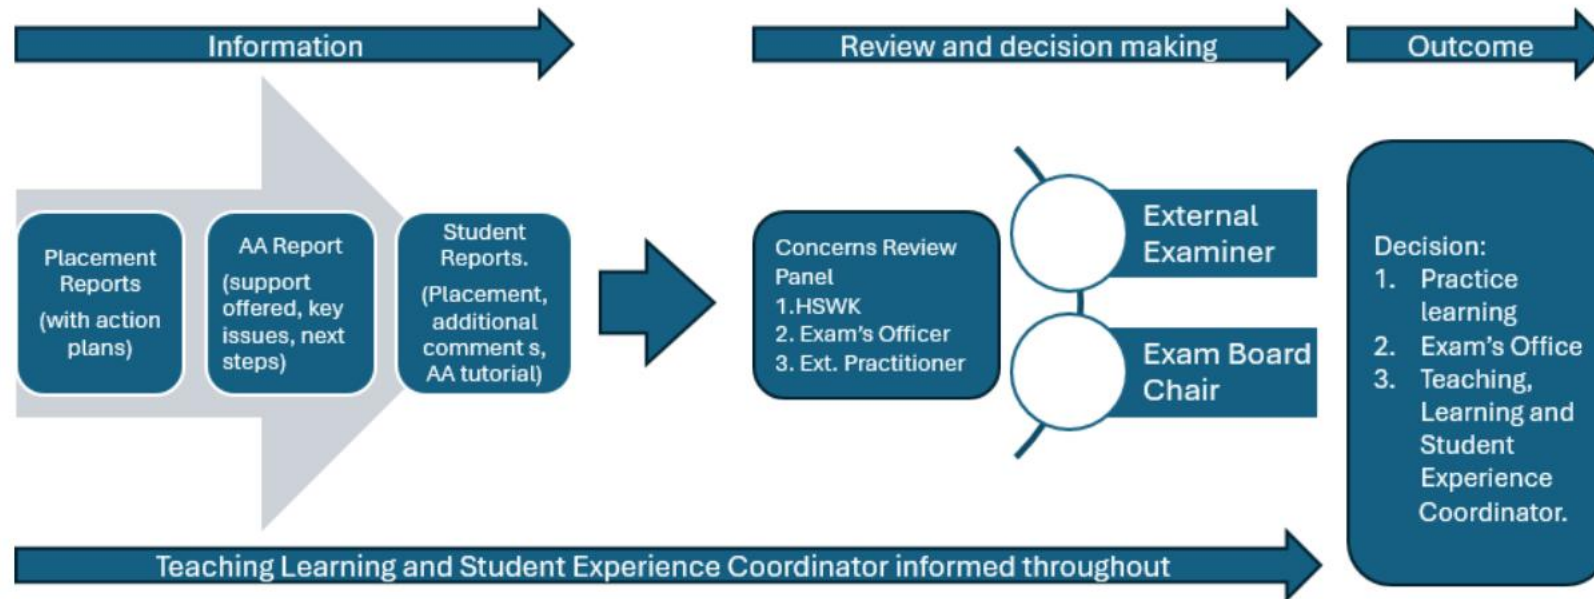 Information
Review and decision making
Outcome
Placement
Reports
(with action
plans)
AA Report
(support
offered, key
issues, next
steps)
Student
Reports.
(Placement,
additional
comment s,
AA tutorial)
Concerns Review
Panel
1.HSWK
2. Exam's Officer
3. Ext. Practitioner
External
Examiner
Exam Board
Chair
Decision:
1. Practice
learning
2. Exam's Office
3. Teaching,
Learning and
Student
Experience
Coordinator.
Teaching Learning and Student Experience Coordinator informed throughout